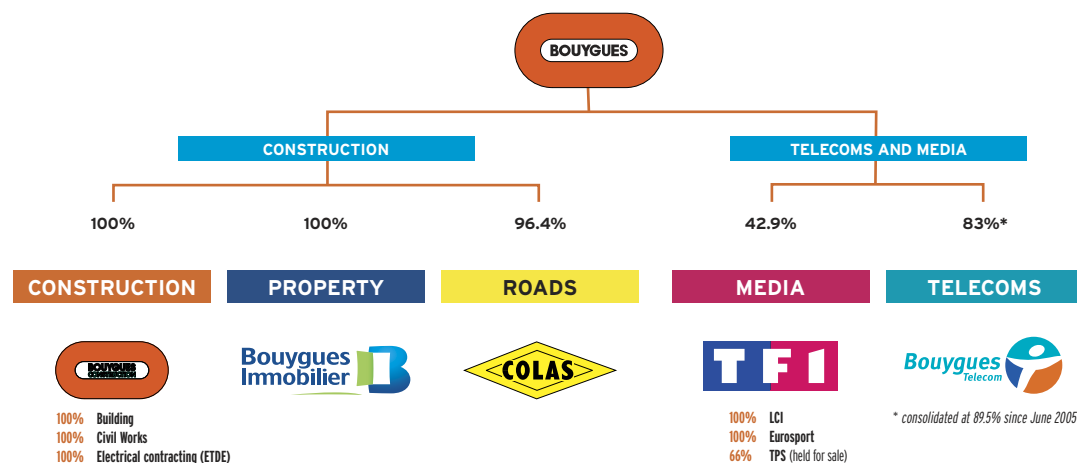 BOUYGUES
CONSTRUCTION
TELECOMS AND MEDIA
100%
100%
96.4%
42.9%
83%*
CONSTRUCTION
PROPERTY
ROADS
MEDIA
TELECOMS
BOUYGUES
CONSTRUCTION
Bouygues
Immobilier
COLAS
TF1
Bouygues
Telecom
100% Building
100% Civil Works
100% Electrical contracting (ETDE)
100% LCI
100% Eurosport
66% TPS (held for sale)
* consolidated at 89.5% since June 2005